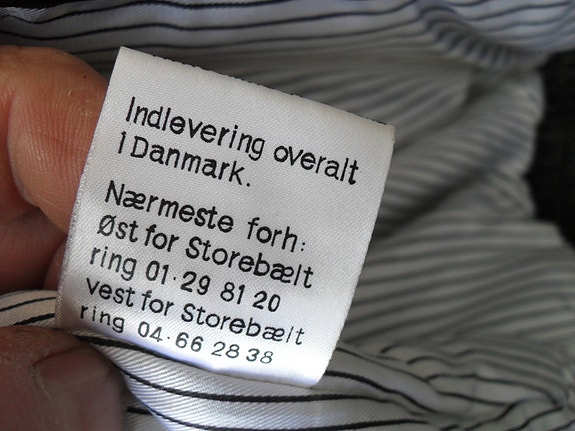 Indlevering overalt
i Danmark.
Nærmeste forh:
Øst for Storebælt
ring 01·29 81 20
vest for Storebælt
ring 04·66 28 38